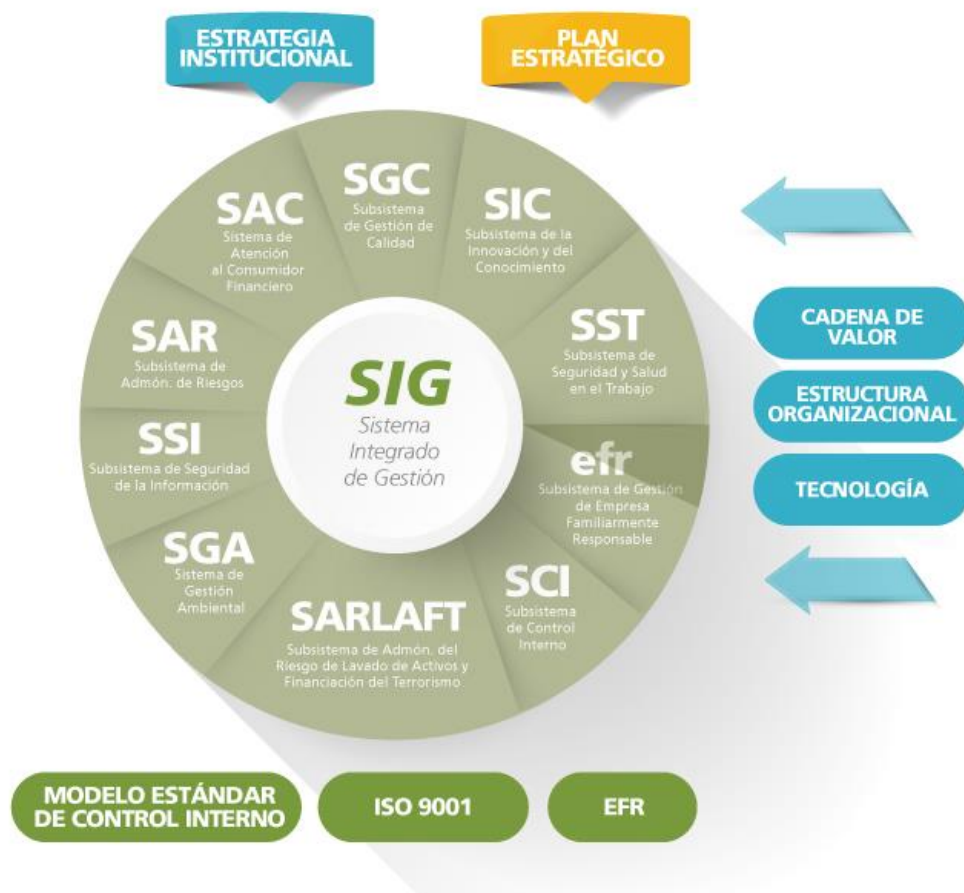 ESTRATEGIA
INSTITUCIONAL
PLAN
ESTRATÉGICO
SGC
Subsistema
de Gestión de
Calidad
SIC
Subsistema de la
Innovación y del
Conocimiento
SST
Subsistema de
Seguridad y Salud
en el Trabajo
efr
Subsistema de Gestión
de Empresa
Familiarmente
Responsable
SCI
Subsistema
de Control
Interno
SARLAFT
Subsistema de Admón. del
Riesgo de Lavado de Activos y
Financiación del Terrorismo
SGA
Sistema de
Gestión
Ambiental
SSI
Subsistema de Seguridad
de la Información
SAR
Subsistema de
Admón. de Riesgos
SAC
Sistema de
Atención
al Consumidor
Financiero
SIG
Sistema
Integrado
de Gestión
CADENA DE
VALOR
ESTRUCTURA
ORGANIZACIONAL
TECNOLOGÍA
MODELO ESTÁNDAR
DE CONTROL INTERNO
ISO 9001
EFR